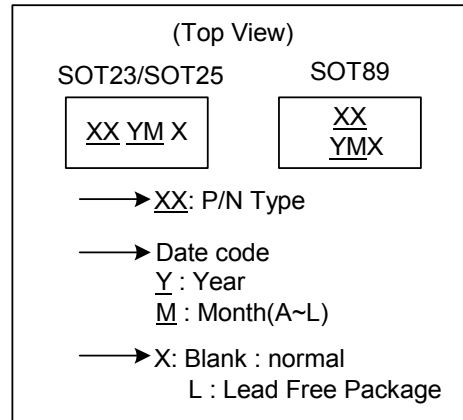 (Top View)
SOT23/SOT25 SOT89
XX YM X
XX
YMX
XX: P/N Type
Date code
Y : Year
M : Month(A~L)
X: Blank : normal
L : Lead Free Package